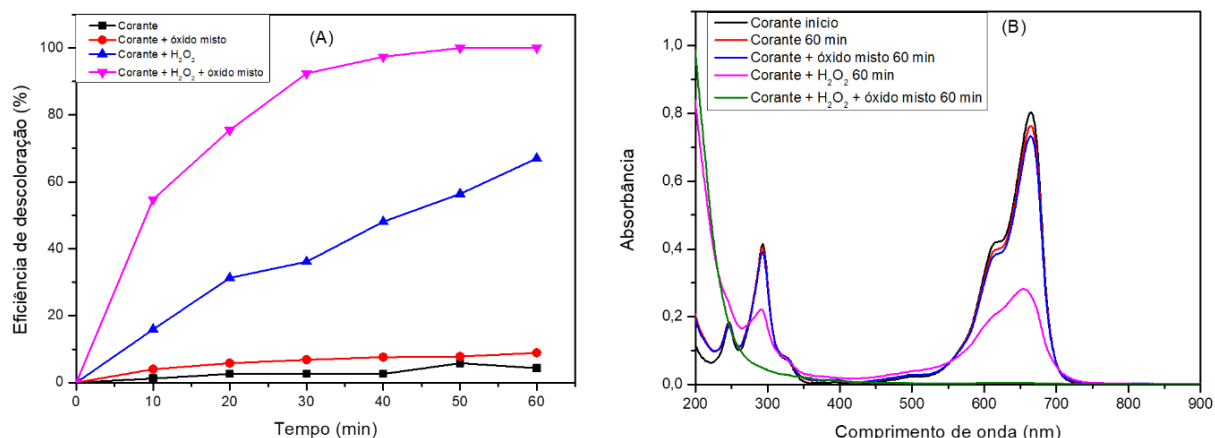 Corante
Corante + óxido misto
Corante + H₂O₂
Corante + H₂O₂ + óxido misto
(A)
Eficiência de descoloração (%)
100
80
60
40
20
0
0 10 20 30 40 50 60
Tempo (min)
Corante início
Corante 60 min
Corante + óxido misto 60 min
Corante + H₂O₂ 60 min
Corante + H₂O₂ + óxido misto 60 min
(B)
Absorbância
1,0
0,8
0,6
0,4
0,2
0,0
200 300 400 500 600 700 800 900
Comprimento de onda (nm)